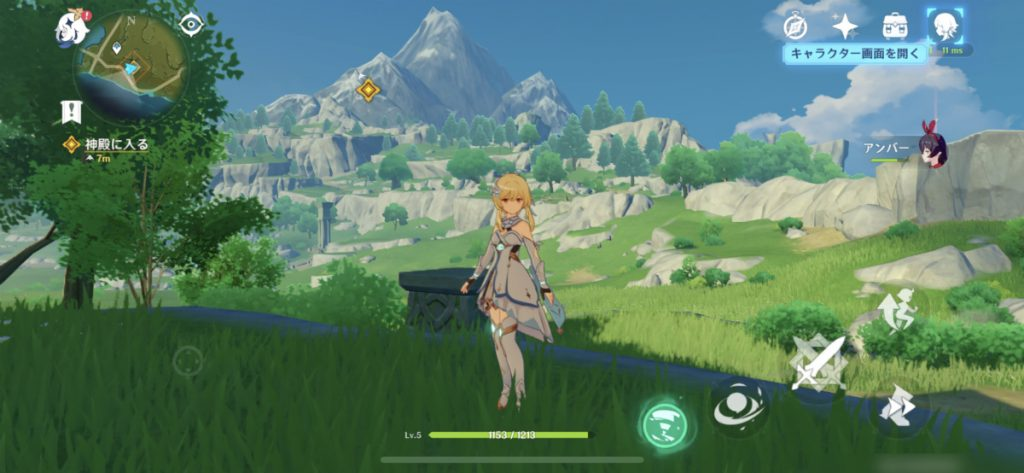 N
キャラクター画面を開く
11 ms
神殿に入る
7m
アンバー
Lv.5
1153 / 1213